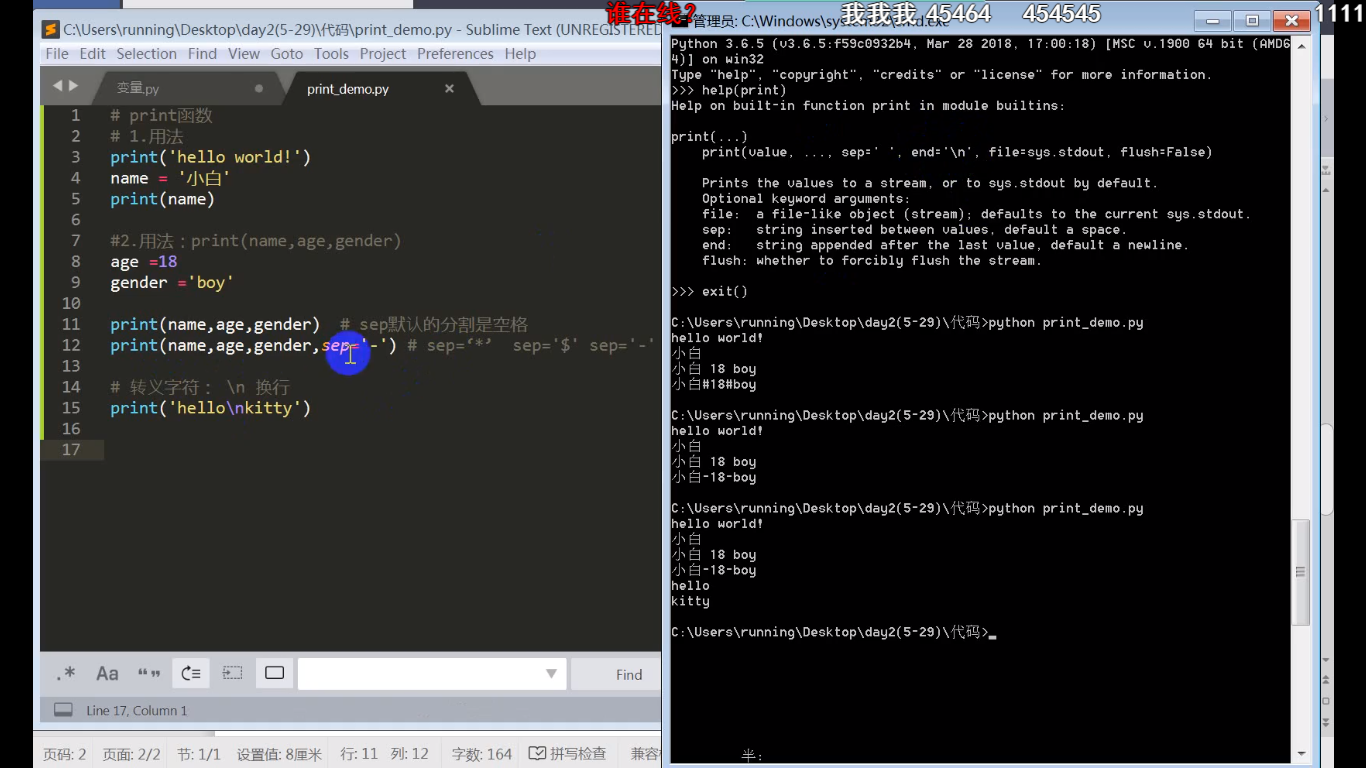 谁在线?
我我我 45464 454545
1111
C:\Users\running\Desktop\day2(5-29)\代码\print_demo.py - Sublime Text (UNREGISTERED
File Edit Selection Find View Goto Tools Project Preferences Help
变量.py
print_demo.py
1 # print函数
2 # 1.用法
3 print('hello world!')
4 name = '小白'
5 print(name)
6
7 #2.用法：print(name,age,gender)
8 age =18
9 gender ='boy'
10
11 print(name,age,gender) # sep默认的分割是空格
12 print(name,age,gender,sep='-') # sep=‘*’ sep='$' sep='-'
13
14 # 转义字符： \n 换行
15 print('hello\nkitty')
16
17
.* Aa “”
Find
Line 17, Column 1
页码: 2 页面: 2/2 节: 1/1 设置值: 8厘米 行: 11 列: 12 字数: 164 拼写检查
管理员: C:\Windows\system32\cmd.exe
Python 3.6.5 (v3.6.5:f59c0932b4, Mar 28 2018, 17:00:18) [MSC v.1900 64 bit (AMD6
4)] on win32
Type "help", "copyright", "credits" or "license" for more information.
>>> help(print)
Help on built-in function print in module builtins:
print(...)
print(value, ..., sep=' ', end='\n', file=sys.stdout, flush=False)
Prints the values to a stream, or to sys.stdout by default.
Optional keyword arguments:
file: a file-like object (stream); defaults to the current sys.stdout.
sep: string inserted between values, default a space.
end: string appended after the last value, default a newline.
flush: whether to forcibly flush the stream.
>>> exit()
C:\Users\running\Desktop\day2(5-29)\代码>python print_demo.py
hello world!
小白
小白 18 boy
小白#18#boy
C:\Users\running\Desktop\day2(5-29)\代码>python print_demo.py
hello world!
小白
小白 18 boy
小白-18-boy
C:\Users\running\Desktop\day2(5-29)\代码>python print_demo.py
hello world!
小白
小白 18 boy
小白-18-boy
hello
kitty
C:\Users\running\Desktop\day2(5-29)\代码>_
半: